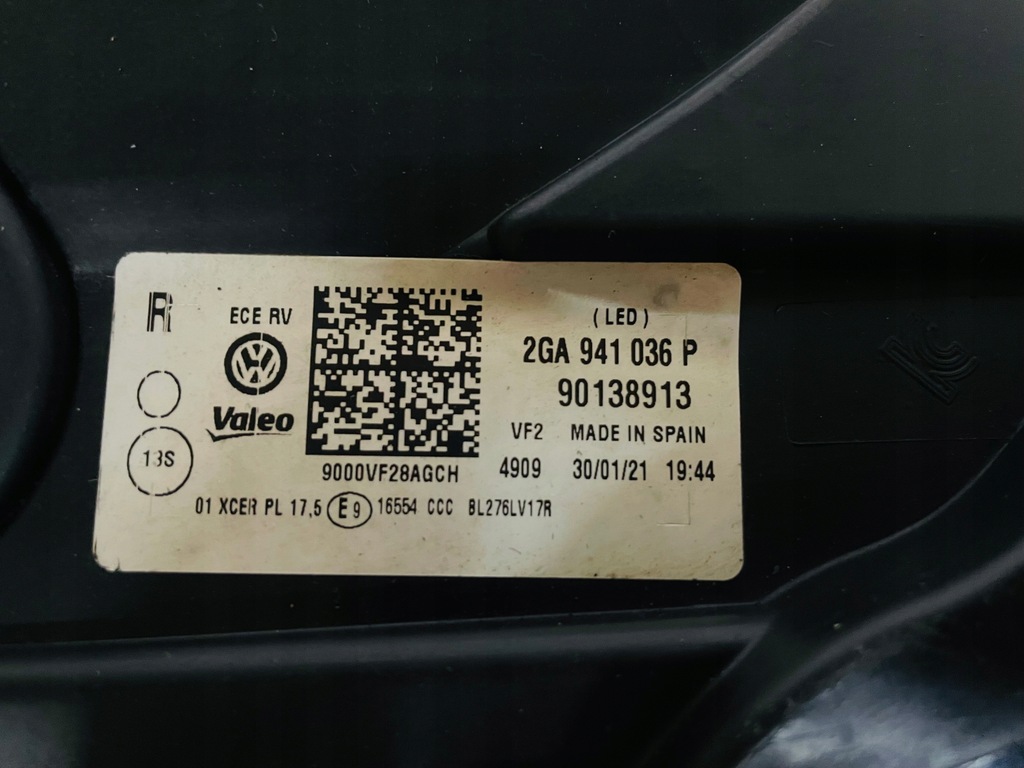 R
ECE RV
Valeo
13S
9000VF28AGCH
(LED)
2GA 941 036 P
90138913
VF2 MADE IN SPAIN
4909 30/01/21 19:44
01 XCER PL 17,5 E9 16554 CCC BL276LV17R